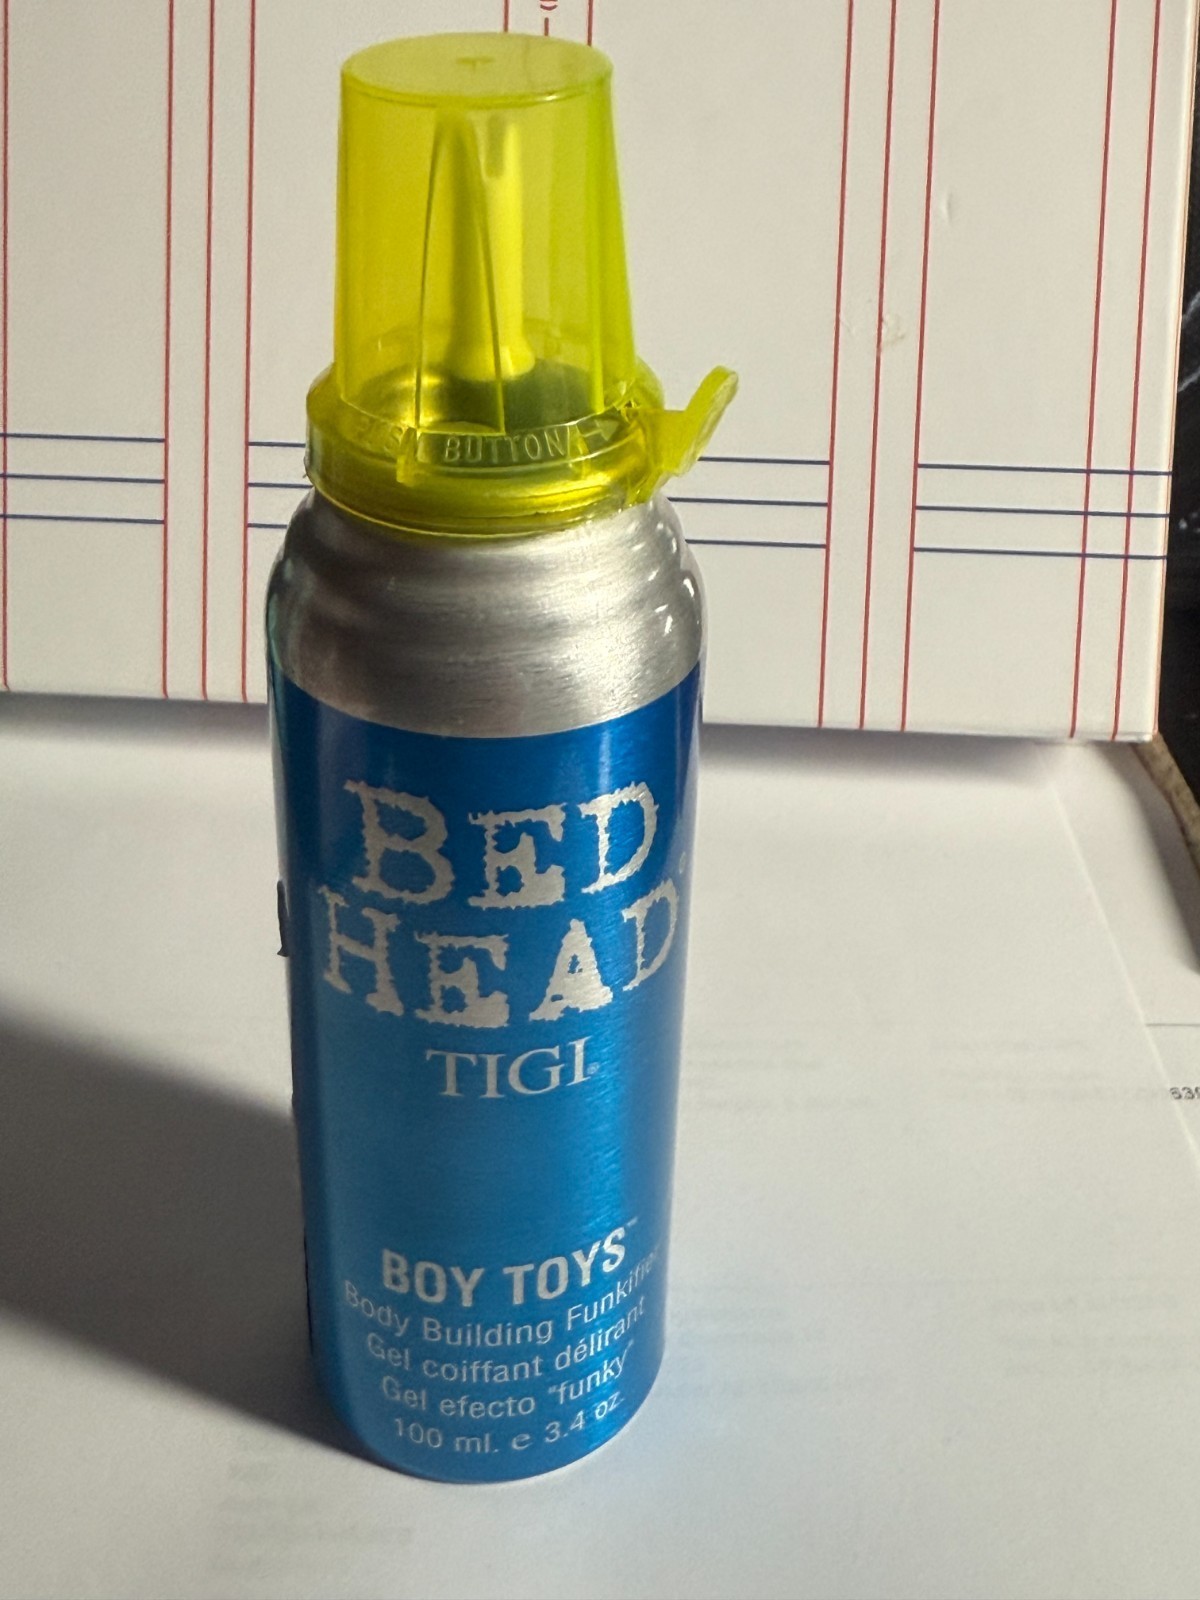 BUTTON
BED
HEAD
TIGI®
BOY TOYS™
Body Building Funkifier
Gel coiffant délirant
Gel efecto "funky"
100 ml. e 3.4 oz.